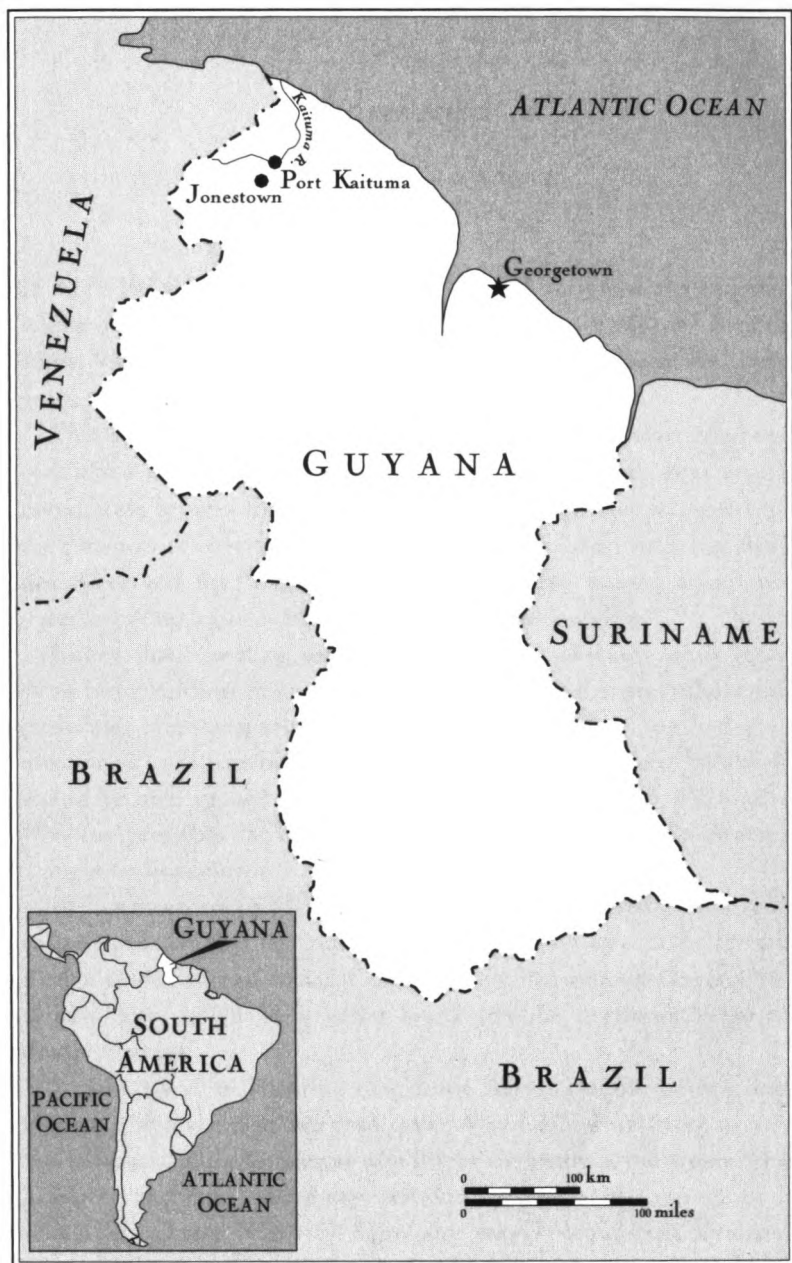 ATLANTIC OCEAN
Kaituma R.
Port Kaituma
Jonestown
Georgetown
VENEZUELA
GUYANA
SURINAME
BRAZIL
GUYANA
SOUTH
AMERICA
PACIFIC
OCEAN
ATLANTIC
OCEAN
BRAZIL
0 100 km
0 100 miles